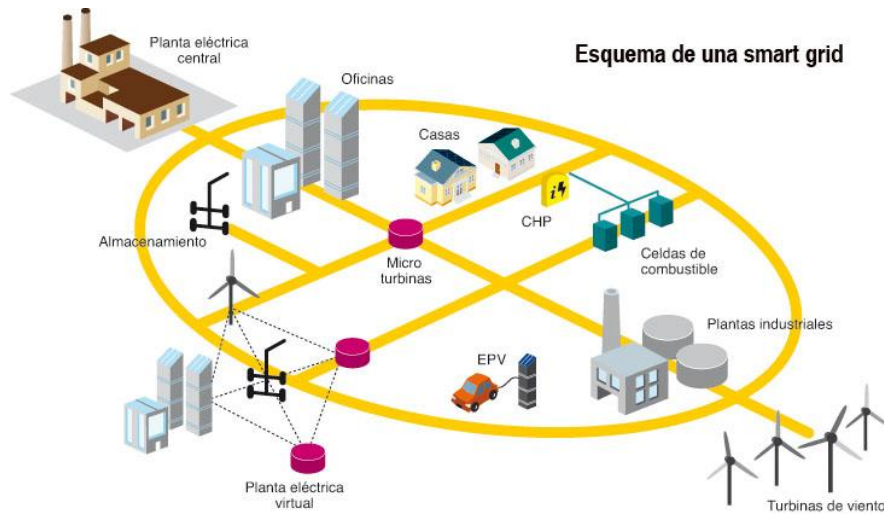 Esquema de una smart grid
Planta eléctrica
central
Oficinas
Casas
CHP
Almacenamiento
Micro
turbinas
Celdas de
combustible
Plantas industriales
EPV
Planta eléctrica
virtual
Turbinas de viento